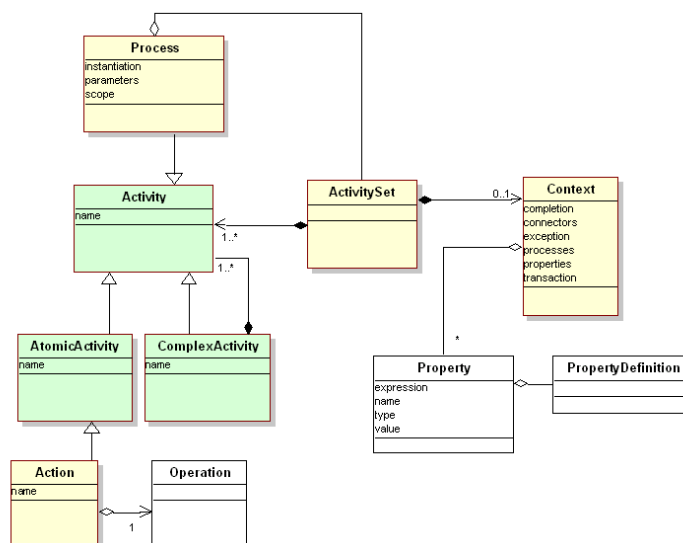 Process
instantiation
parameters
scope
Activity
name
ActivitySet
Context
completion
connectors
exception
processes
properties
transaction
0..1
1..*
1..*
AtomicActivity
name
ComplexActivity
name
*
Property
expression
name
type
value
PropertyDefinition
Action
name
Operation
1